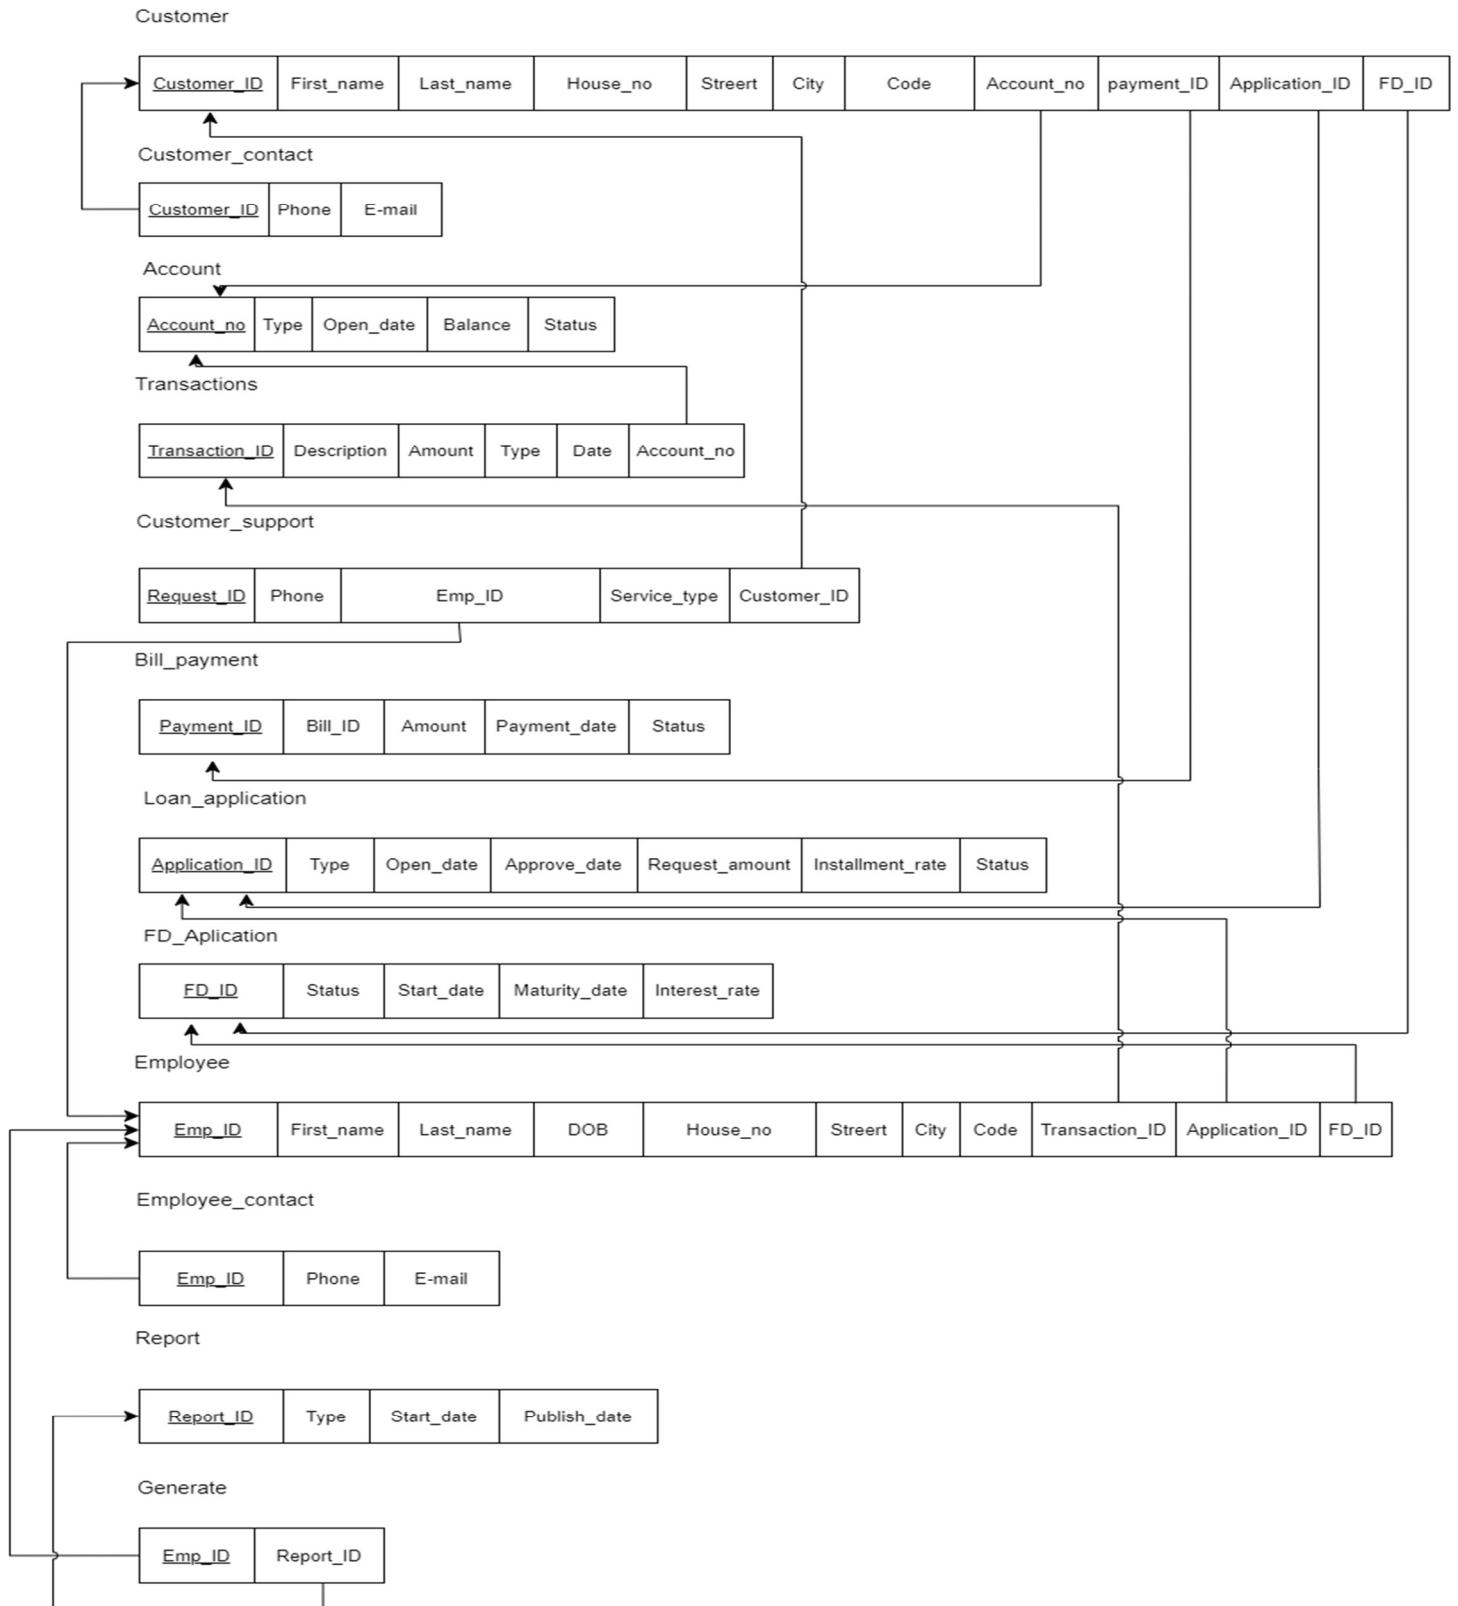 Customer
Customer_ID First_name Last_name House_no Streert City Code Account_no payment_ID Application_ID FD_ID
Customer_contact
Customer_ID Phone E-mail
Account
Account_no Type Open_date Balance Status
Transactions
Transaction_ID Description Amount Type Date Account_no
Customer_support
Request_ID Phone Emp_ID Service_type Customer_ID
Bill_payment
Payment_ID Bill_ID Amount Payment_date Status
Loan_application
Application_ID Type Open_date Approve_date Request_amount Installment_rate Status
FD_Aplication
FD_ID Status Start_date Maturity_date Interest_rate
Employee
Emp_ID First_name Last_name DOB House_no Streert City Code Transaction_ID Application_ID FD_ID
Employee_contact
Emp_ID Phone E-mail
Report
Report_ID Type Start_date Publish_date
Generate
Emp_ID Report_ID